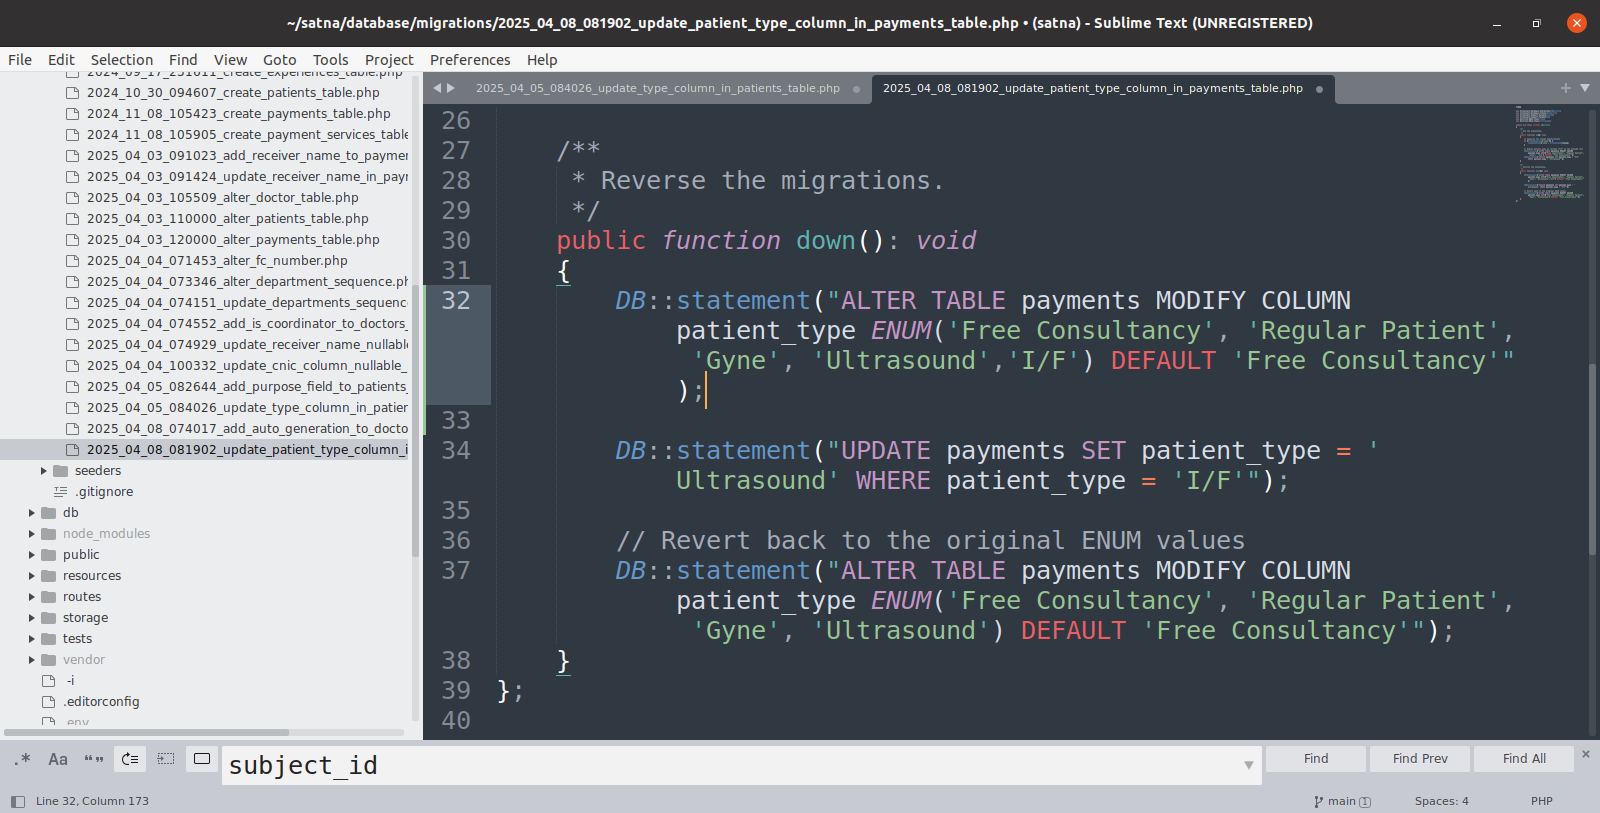 ~/satna/database/migrations/2025_04_08_081902_update_patient_type_column_in_payments_table.php • (satna) - Sublime Text (UNREGISTERED)
File Edit Selection Find View Goto Tools Project Preferences Help
2024_09_17_231011_create_experiences_table.php
2024_10_30_094607_create_patients_table.php
2024_11_08_105423_create_payments_table.php
2024_11_08_105905_create_payment_services_table
2025_04_03_091023_add_receiver_name_to_paymer
2025_04_03_091424_update_receiver_name_in_payr
2025_04_03_105509_alter_doctor_table.php
2025_04_03_110000_alter_patients_table.php
2025_04_03_120000_alter_payments_table.php
2025_04_04_071453_alter_fc_number.php
2025_04_04_073346_alter_department_sequence.ph
2025_04_04_074151_update_departments_sequenc
2025_04_04_074552_add_is_coordinator_to_doctors_
2025_04_04_074929_update_receiver_name_nullabl
2025_04_04_100332_update_cnic_column_nullable_
2025_04_05_082644_add_purpose_field_to_patients_
2025_04_05_084026_update_type_column_in_patier
2025_04_08_074017_add_auto_generation_to_docto
2025_04_08_081902_update_patient_type_column_i
seeders
.gitignore
db
node_modules
public
resources
routes
storage
tests
vendor
-i
.editorconfig
.env
2025_04_05_084026_update_type_column_in_patients_table.php
2025_04_08_081902_update_patient_type_column_in_payments_table.php
26
27 /**
28 * Reverse the migrations.
29 */
30 public function down(): void
31 {
32 DB::statement("ALTER TABLE payments MODIFY COLUMN
patient_type ENUM('Free Consultancy', 'Regular Patient',
'Gyne', 'Ultrasound','I/F') DEFAULT 'Free Consultancy'"
);
33
34 DB::statement("UPDATE payments SET patient_type = '
Ultrasound' WHERE patient_type = 'I/F'");
35
36 // Revert back to the original ENUM values
37 DB::statement("ALTER TABLE payments MODIFY COLUMN
patient_type ENUM('Free Consultancy', 'Regular Patient',
'Gyne', 'Ultrasound') DEFAULT 'Free Consultancy'");
38 }
39 };
40
.* Aa “” subject_id Find Find Prev Find All
Line 32, Column 173 main 1 Spaces: 4 PHP